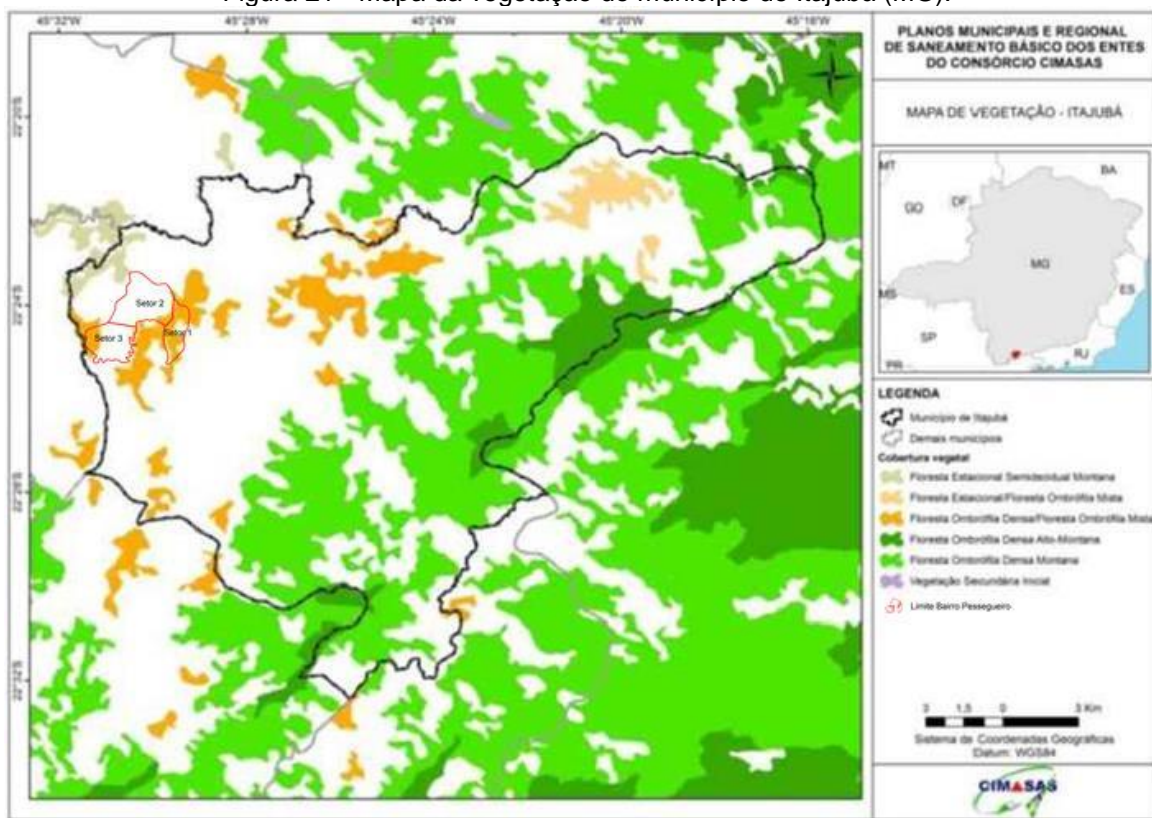 Figura 21 - Mapa da vegetação do município de Itajubá (MG).
45°32'W
45°28'W
45°24'W
45°20'W
45°16'W
22°20'S
22°24'S
22°28'S
22°32'S
Setor 2
Setor 3
Setor 1
PLANOS MUNICIPAIS E REGIONAL
DE SANEAMENTO BÁSICO DOS ENTES
DO CONSÓRCIO CIMASAS
MAPA DE VEGETAÇÃO - ITAJUBÁ
MT
BA
GO
DF
MG
MS
ES
SP
RJ
PR
LEGENDA
Município de Itajubá
Demais municípios
Cobertura vegetal
Floresta Estacional Semidecidual Montana
Floresta Estacional/Floresta Ombrófila Mista
Floresta Ombrófila Densa/Floresta Ombrófila Mista
Floresta Ombrófila Densa Alto-Montana
Floresta Ombrófila Densa Montana
Vegetação Secundária Inicial
Limite Bairro Pessegueiro
3 1,5 0 3 Km
Sistema de Coordenadas Geográficas
Datum: WGS84
CIMASAS